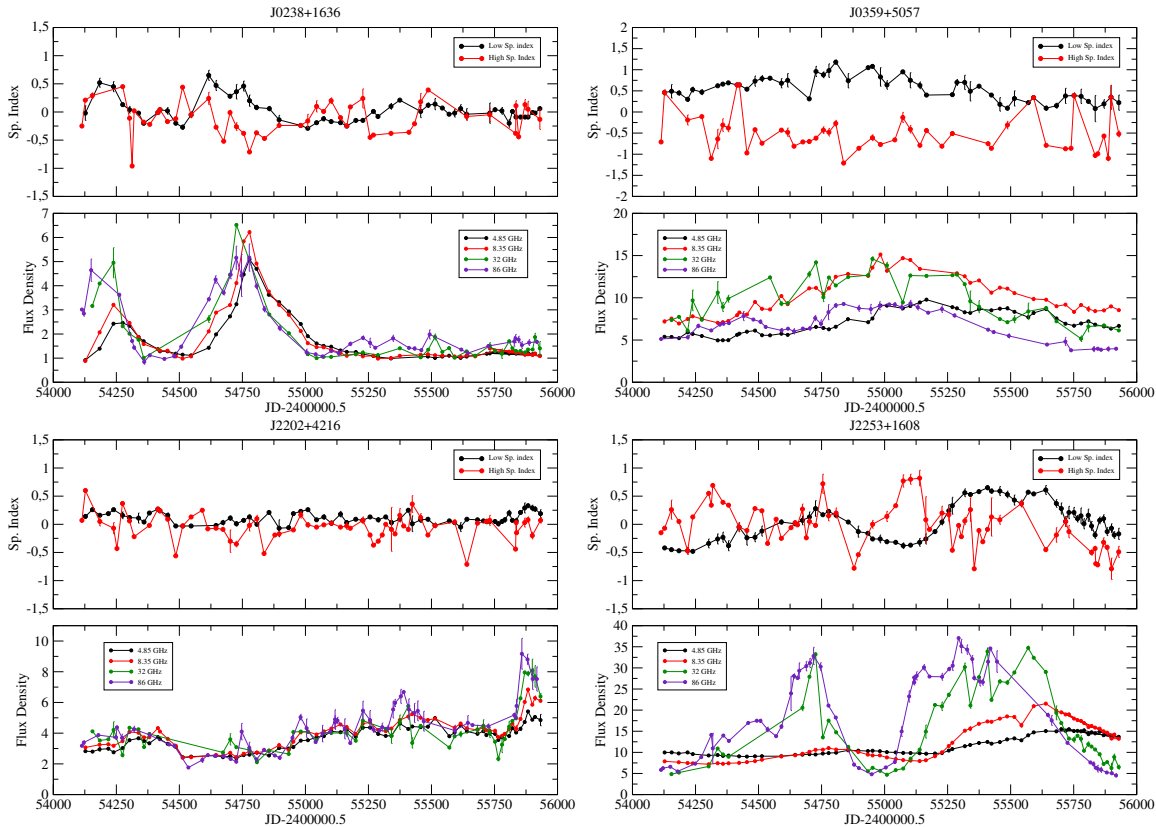 J0238+1636
1,5
1
0,5
0
-0,5
-1
-1,5
Sp. Index
Low Sp. index
High Sp. Index
7
6
5
4
3
2
1
0
Flux Density
4.85 GHz
8.35 GHz
32 GHz
86 GHz
54000 54250 54500 54750 55000 55250 55500 55750 56000
JD-2400000.5
J0359+5057
2
1,5
1
0,5
0
-0,5
-1
-1,5
-2
Sp. Index
Low Sp. index
High Sp. Index
20
15
10
5
0
Flux Density
4.85 GHz
8.35 GHz
32 GHz
86 GHz
54000 54250 54500 54750 55000 55250 55500 55750 56000
JD-2400000.5
J2202+4216
1,5
1
0,5
0
-0,5
-1
-1,5
Sp. Index
Low Sp. index
High Sp. Index
10
8
6
4
2
0
Flux Density
4.85 GHz
8.35 GHz
32 GHz
86 GHz
54000 54250 54500 54750 55000 55250 55500 55750 56000
JD-2400000.5
J2253+1608
1,5
1
0,5
0
-0,5
-1
-1,5
Sp. Index
Low Sp. index
High Sp. Index
40
35
30
25
20
15
10
5
0
Flux Density
4.85 GHz
8.35 GHz
32 GHz
86 GHz
54000 54250 54500 54750 55000 55250 55500 55750 56000
JD-2400000.5